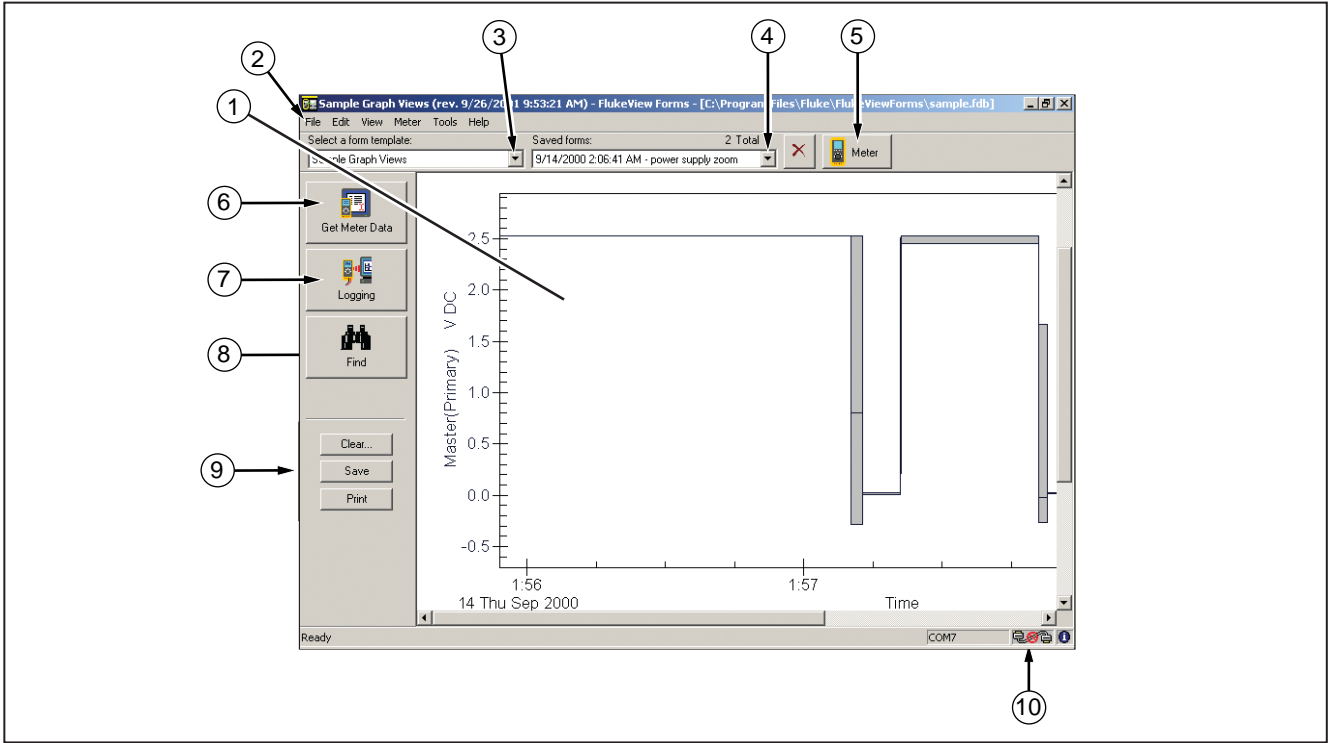 3
4
5
2
1
Sample Graph Views (rev. 9/26/2001 9:53:21 AM) - FlukeView Forms - [C:\Program Files\Fluke\FlukeViewForms\sample.fdb]
File Edit View Meter Tools Help
Select a form template:
Saved forms:
2 Total
Sample Graph Views
9/14/2000 2:06:41 AM - power supply zoom
Meter
6
Get Meter Data
7
Logging
8
Find
9
Clear...
Save
Print
Master(Primary) V DC
2.5
2.0
1.5
1.0
0.5
0.0
-0.5
1:56
1:57
14 Thu Sep 2000
Time
Ready
COM7
10